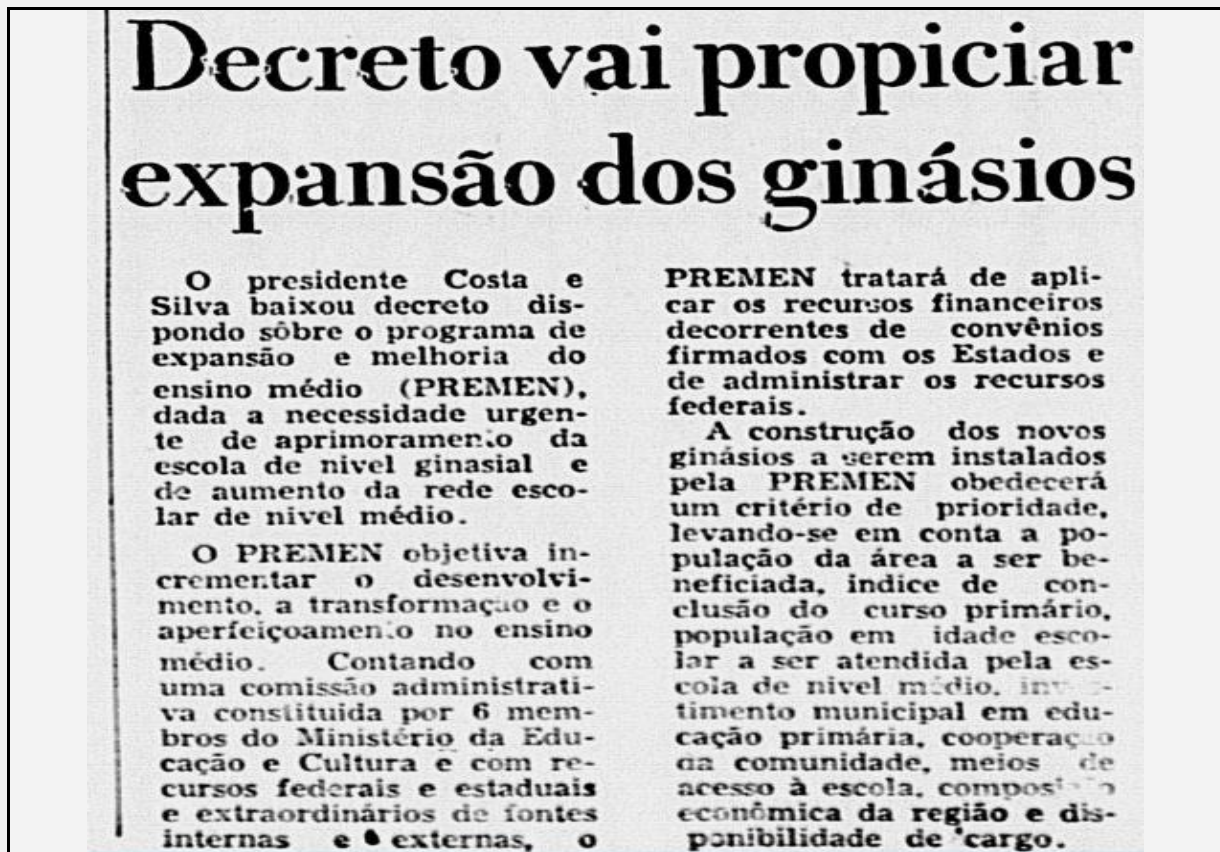 Decreto vai propiciar
expansão dos ginásios
O presidente Costa e
Silva baixou decreto dis-
pondo sôbre o programa de
expansão e melhoria do
ensino médio (PREMEN),
dada a necessidade urgen-
te de aprimoramento da
escola de nivel ginasial e
de aumento da rede esco-
lar de nivel médio.
O PREMEN objetiva in-
crementar o desenvolvi-
mento, a transformação e o
aperfeiçoamento no ensino
médio. Contando com
uma comissão administrati-
va constituida por 6 mem-
bros do Ministério da Edu-
cação e Cultura e com re-
cursos federais e estaduais
e extraordinários de fontes
internas e externas, o
PREMEN tratará de apli-
car os recursos financeiros
decorrentes de convênios
firmados com os Estados e
de administrar os recursos
federais.
A construção dos novos
ginásios a serem instalados
pela PREMEN obedecerá
um critério de prioridade,
levando-se em conta a po-
pulação da área a ser be-
neficiada, indice de con-
clusão do curso primário,
população em idade esco-
lar a ser atendida pela es-
cola de nivel médio, inves-
timento municipal em edu-
cação primária, cooperação
da comunidade, meios de
acesso à escola, composição
econômica da região e dis-
ponibilidade de cargo.